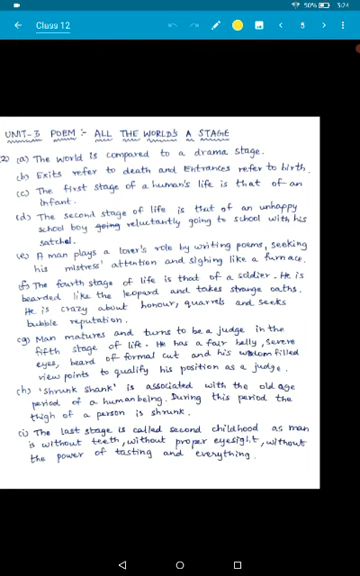 50% 5:24
Class 12
5
UNIT-3 POEM :- ALL THE WORLD'S A STAGE
(a) The world is compared to a drama stage.
(b) Exits refer to death and Entrances refer to birth.
(c) The first stage of a human's life is that of an
infant.
(d) The second stage of life is that of an unhappy
school boy going reluctantly going to school with his
satchel.
(e) A man plays a lover's role by writing poems, seeking
his mistress' attention and sighing like a furnace.
(f) The fourth stage of life is that of a soldier. He is
bearded like the leopard and takes strange oaths.
He is crazy about honour, quarrels and seeks
bubble reputation.
(g) Man matures and turns to be a judge in the
fifth stage of life. He has a fair belly, severe
eyes, beard of formal cut and his wisdom filled
view points to qualify his position as a judge.
(h) 'Shrunk Shank' is associated with the old age
period of a human being. During this period the
thigh of a person is shrunk.
(i) The last stage is called second childhood as man
is without teeth, without proper eyesight, without
the power of tasting and everything.